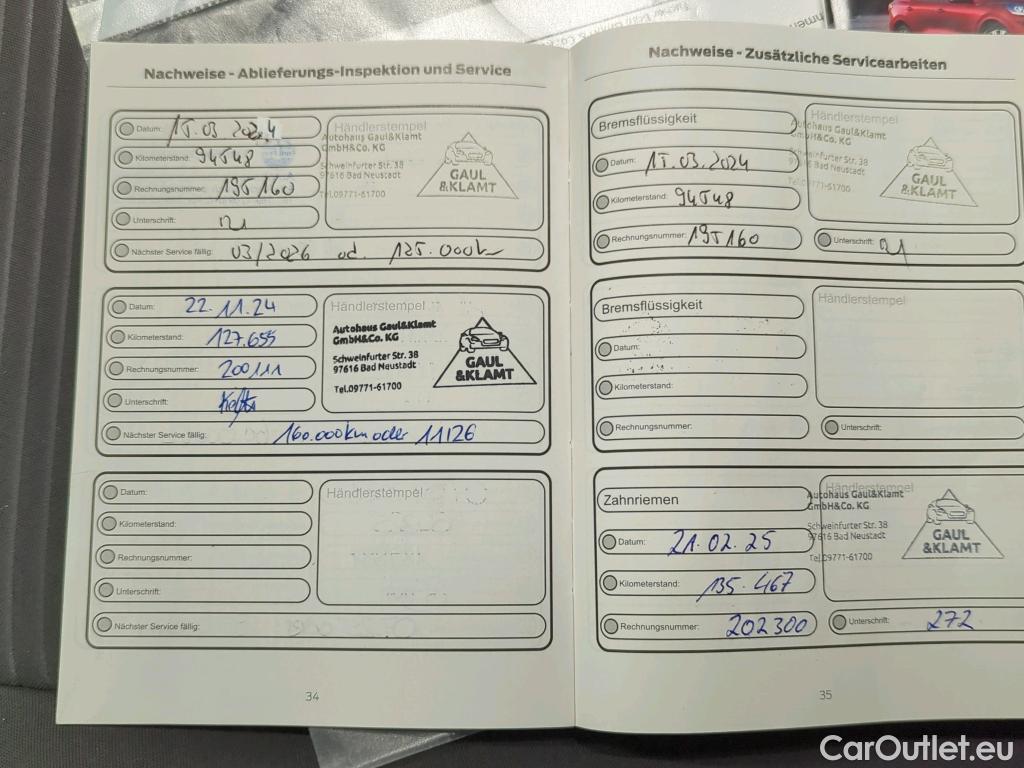 Nachweise - Ablieferungs-Inspektion und Service
Datum: 15.03.2024
Kilometerstand: 94548
Rechnungsnummer: 195160
Unterschrift:
Nächster Service fällig: 03/2026 od. 125.000k
Händlerstempel
Autohaus Gaul&Klamt
GmbH&Co. KG
Schweinfurter Str. 38
97616 Bad Neustadt
Tel.09771-61700
GAUL
&KLAMT
Datum: 22.11.24
Kilometerstand: 127.655
Rechnungsnummer: 200111
Unterschrift:
Nächster Service fällig: 160.000km oder 11126
Händlerstempel
Autohaus Gaul&Klamt
GmbH&Co. KG
Schweinfurter Str. 38
97616 Bad Neustadt
Tel.09771-61700
GAUL
&KLAMT
Datum:
Kilometerstand:
Rechnungsnummer:
Unterschrift:
Nächster Service fällig:
Händlerstempel
34
Nachweise - Zusätzliche Servicearbeiten
Bremsflüssigkeit
Datum: 15.03.2024
Kilometerstand: 94548
Rechnungsnummer: 195160
Unterschrift:
Händlerstempel
Autohaus Gaul&Klamt
GmbH&Co. KG
Schweinfurter Str. 38
97616 Bad Neustadt
Tel.09771-61700
GAUL
&KLAMT
Bremsflüssigkeit
Datum:
Kilometerstand:
Rechnungsnummer:
Unterschrift:
Händlerstempel
Zahnriemen
Datum: 21.02.25
Kilometerstand: 135.467
Rechnungsnummer: 202300
Unterschrift: 272
Händlerstempel
Autohaus Gaul&Klamt
GmbH&Co. KG
Schweinfurter Str. 38
97616 Bad Neustadt
Tel.09771-61700
GAUL
&KLAMT
35
CarOutlet.eu